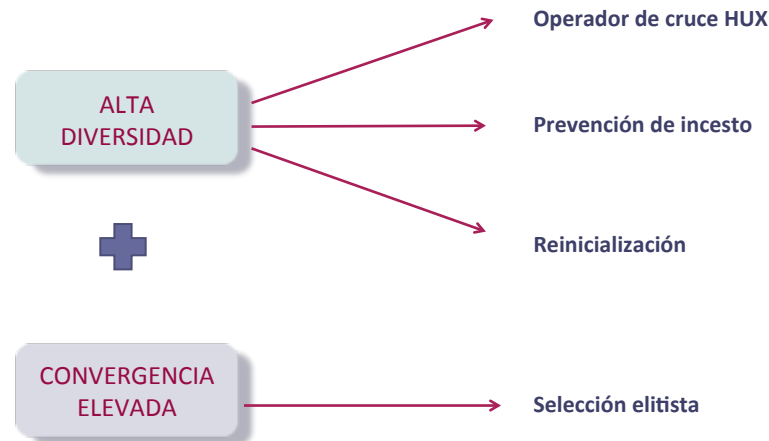 Operador de cruce HUX
ALTA
DIVERSIDAD
Prevención de incesto
Reinicialización
CONVERGENCIA
ELEVADA
Selección elitista